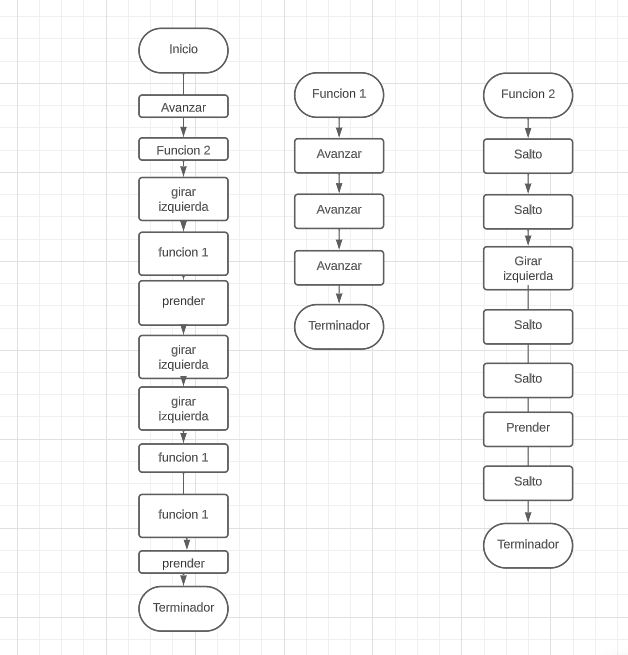 Inicio
Avanzar
Funcion 2
girar
izquierda
funcion 1
prender
girar
izquierda
girar
izquierda
funcion 1
funcion 1
prender
Terminador
Funcion 1
Avanzar
Avanzar
Avanzar
Terminador
Funcion 2
Salto
Salto
Girar
izquierda
Salto
Salto
Prender
Salto
Terminador